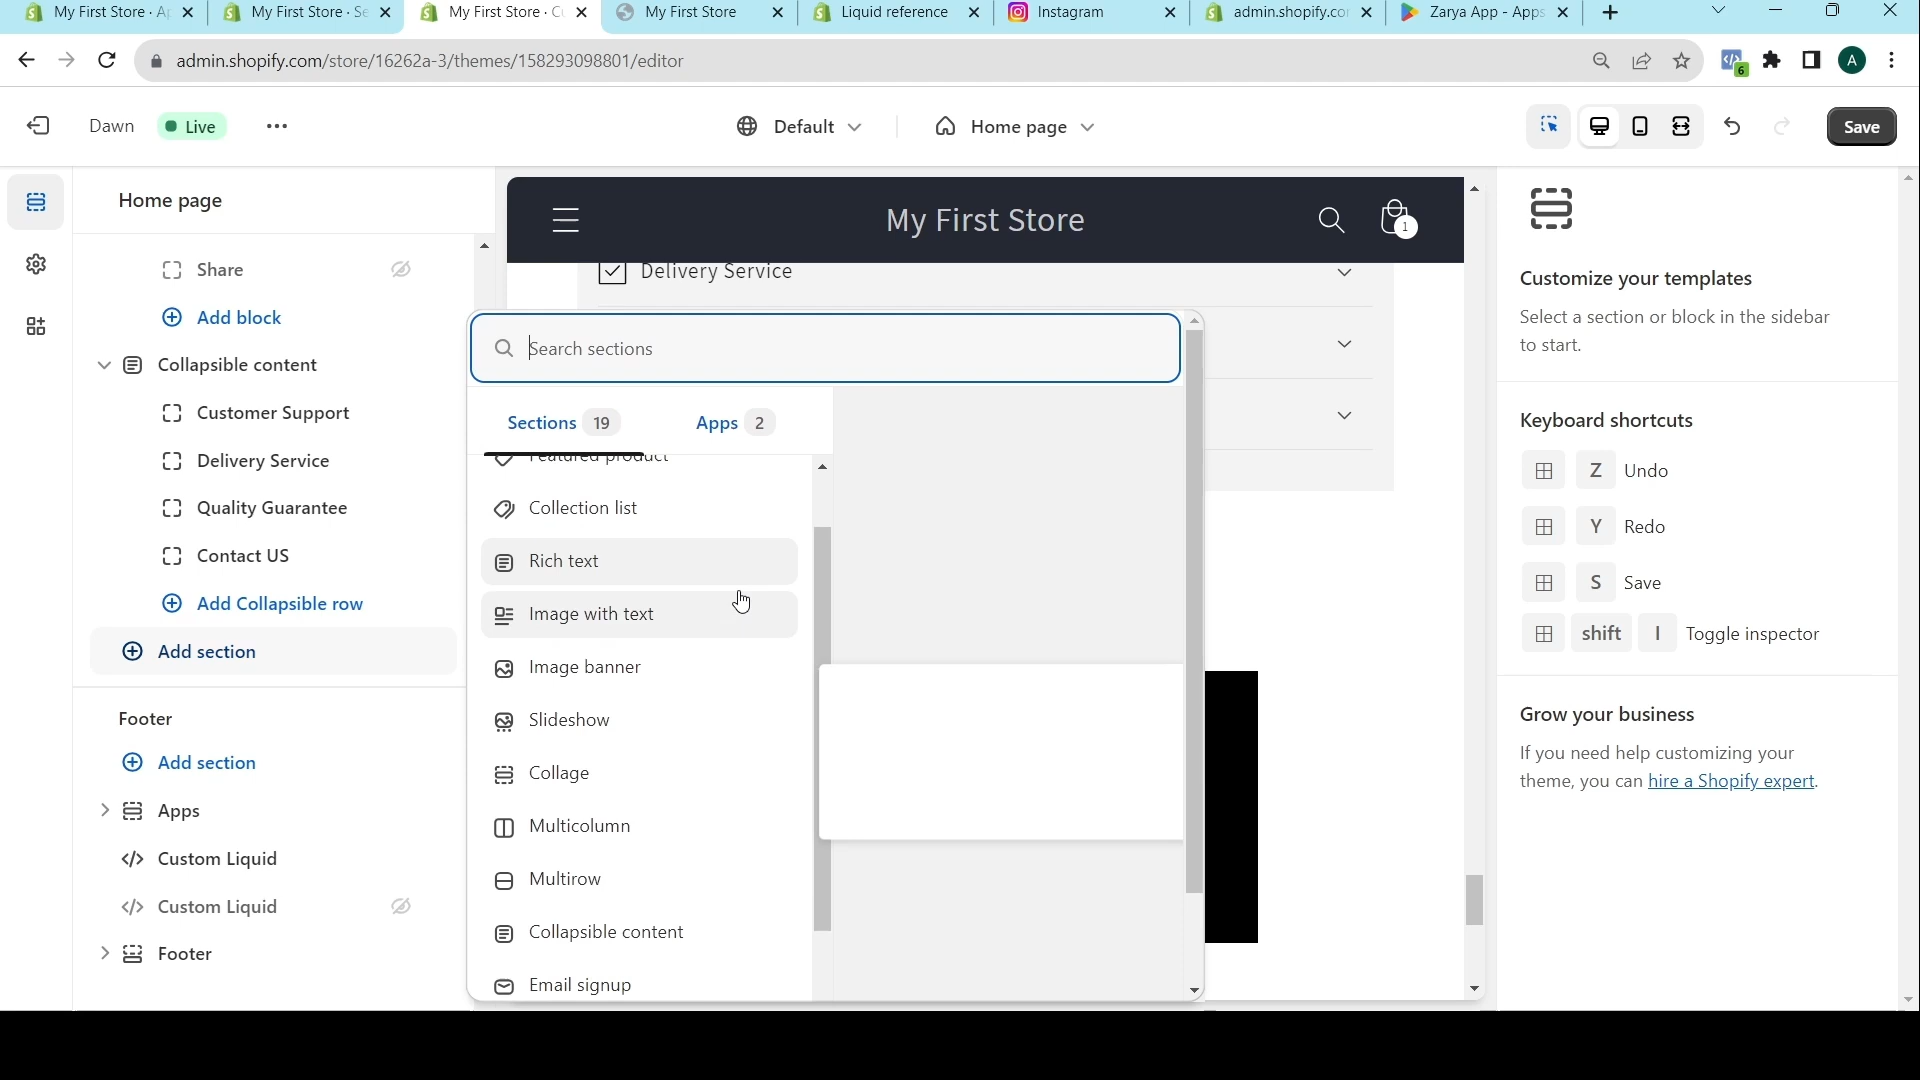 My First Store · A
My First Store · Se
My First Store · C
My First Store
Liquid reference
Instagram
admin.shopify.co
Zarya App - Apps
admin.shopify.com/store/16262a-3/themes/158293098801/editor
6
A
Dawn
Live
Default
Home page
Save
Home page
Share
Add block
Collapsible content
Customer Support
Delivery Service
Quality Guarantee
Contact US
Add Collapsible row
Add section
Footer
Add section
Apps
Custom Liquid
Custom Liquid
Footer
My First Store
1
Delivery Service
Search sections
Sections 19
Apps 2
Featured product
Collection list
Rich text
Image with text
Image banner
Slideshow
Collage
Multicolumn
Multirow
Collapsible content
Email signup
Customize your templates
Select a section or block in the sidebar
to start.
Keyboard shortcuts
Z Undo
Y Redo
S Save
shift I Toggle inspector
Grow your business
If you need help customizing your
theme, you can hire a Shopify expert.